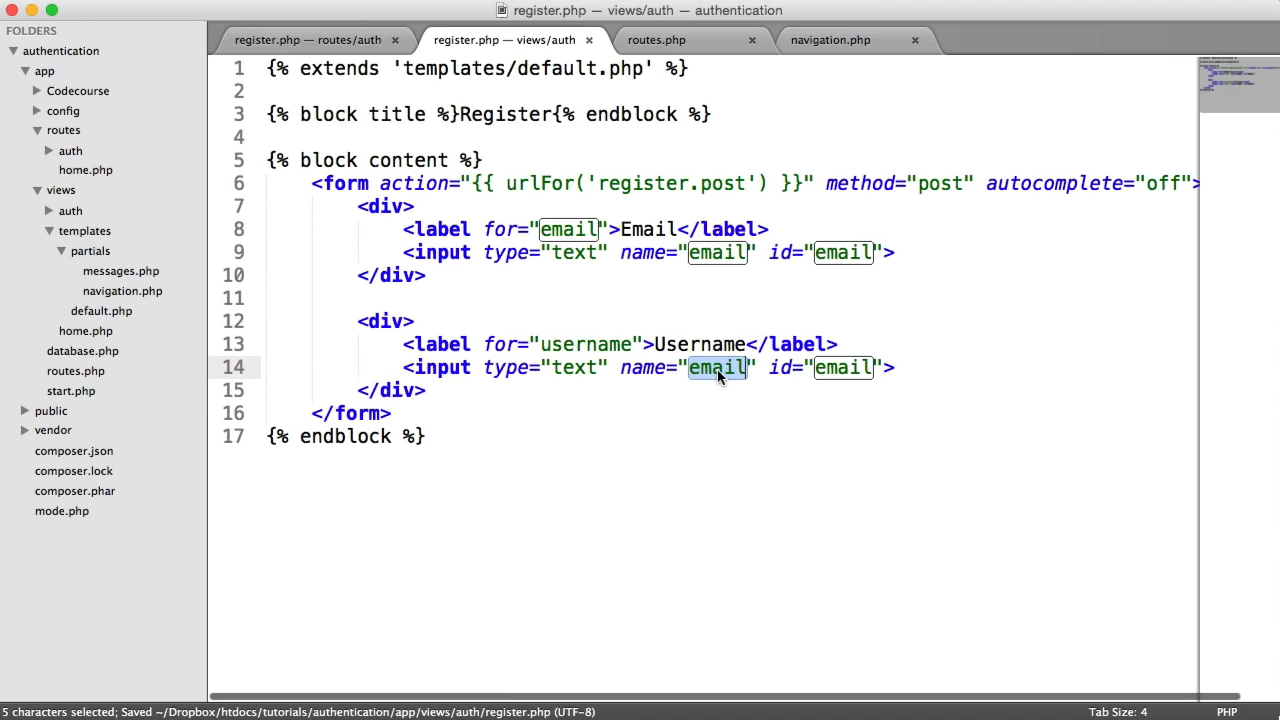 register.php — views/auth — authentication
FOLDERS
authentication
app
Codecourse
config
routes
auth
home.php
views
auth
templates
partials
messages.php
navigation.php
default.php
home.php
database.php
routes.php
start.php
public
vendor
composer.json
composer.lock
composer.phar
mode.php
register.php — routes/auth ×
register.php — views/auth ×
routes.php ×
navigation.php ×
1 {% extends 'templates/default.php' %}
2
3 {% block title %}Register{% endblock %}
4
5 {% block content %}
6 <form action="{{ urlFor('register.post') }}" method="post" autocomplete="off">
7 <div>
8 <label for="email">Email</label>
9 <input type="text" name="email" id="email">
10 </div>
11
12 <div>
13 <label for="username">Username</label>
14 <input type="text" name="email" id="email">
15 </div>
16 </form>
17 {% endblock %}
5 characters selected; Saved ~/Dropbox/htdocs/tutorials/authentication/app/views/auth/register.php (UTF-8)
Tab Size: 4
PHP